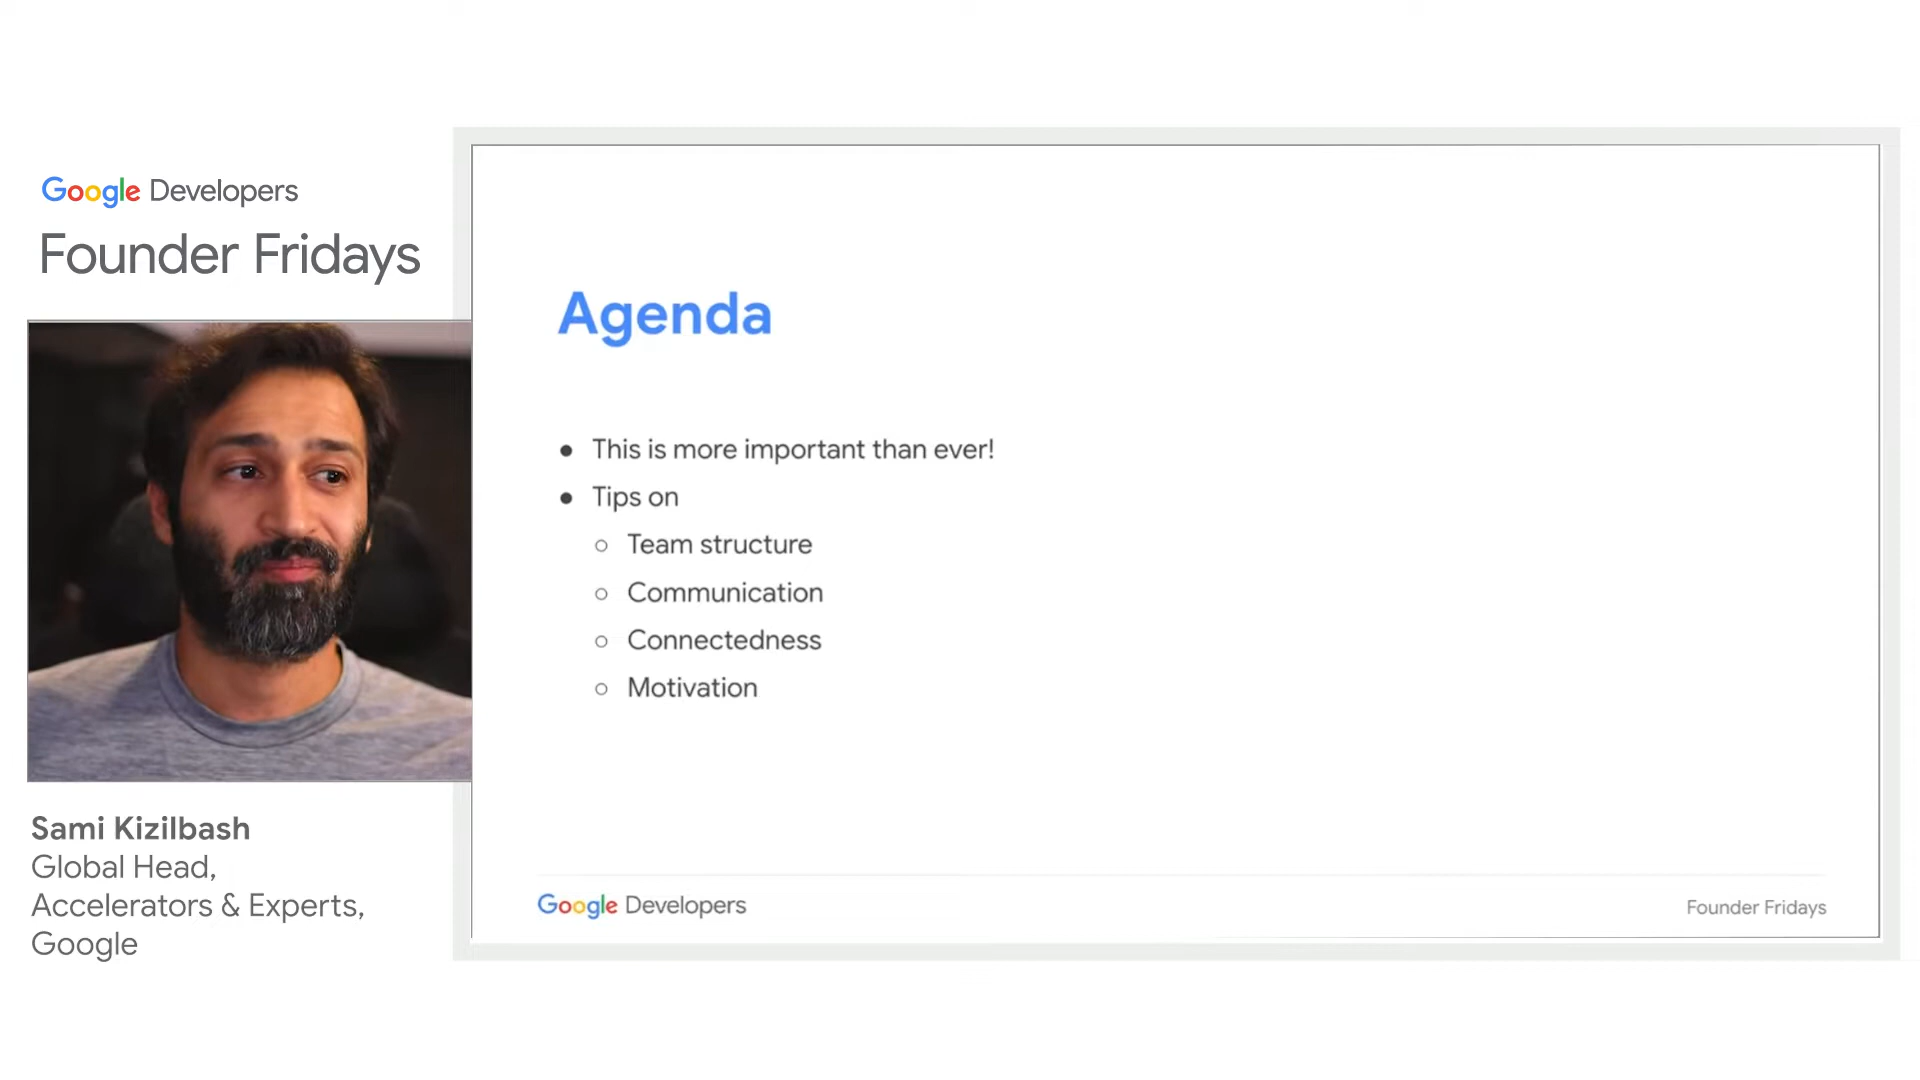 Google Developers
Founder Fridays
Sami Kizilbash
Global Head,
Accelerators & Experts,
Google
Agenda
● This is more important than ever!
● Tips on
○ Team structure
○ Communication
○ Connectedness
○ Motivation
Google Developers
Founder Fridays